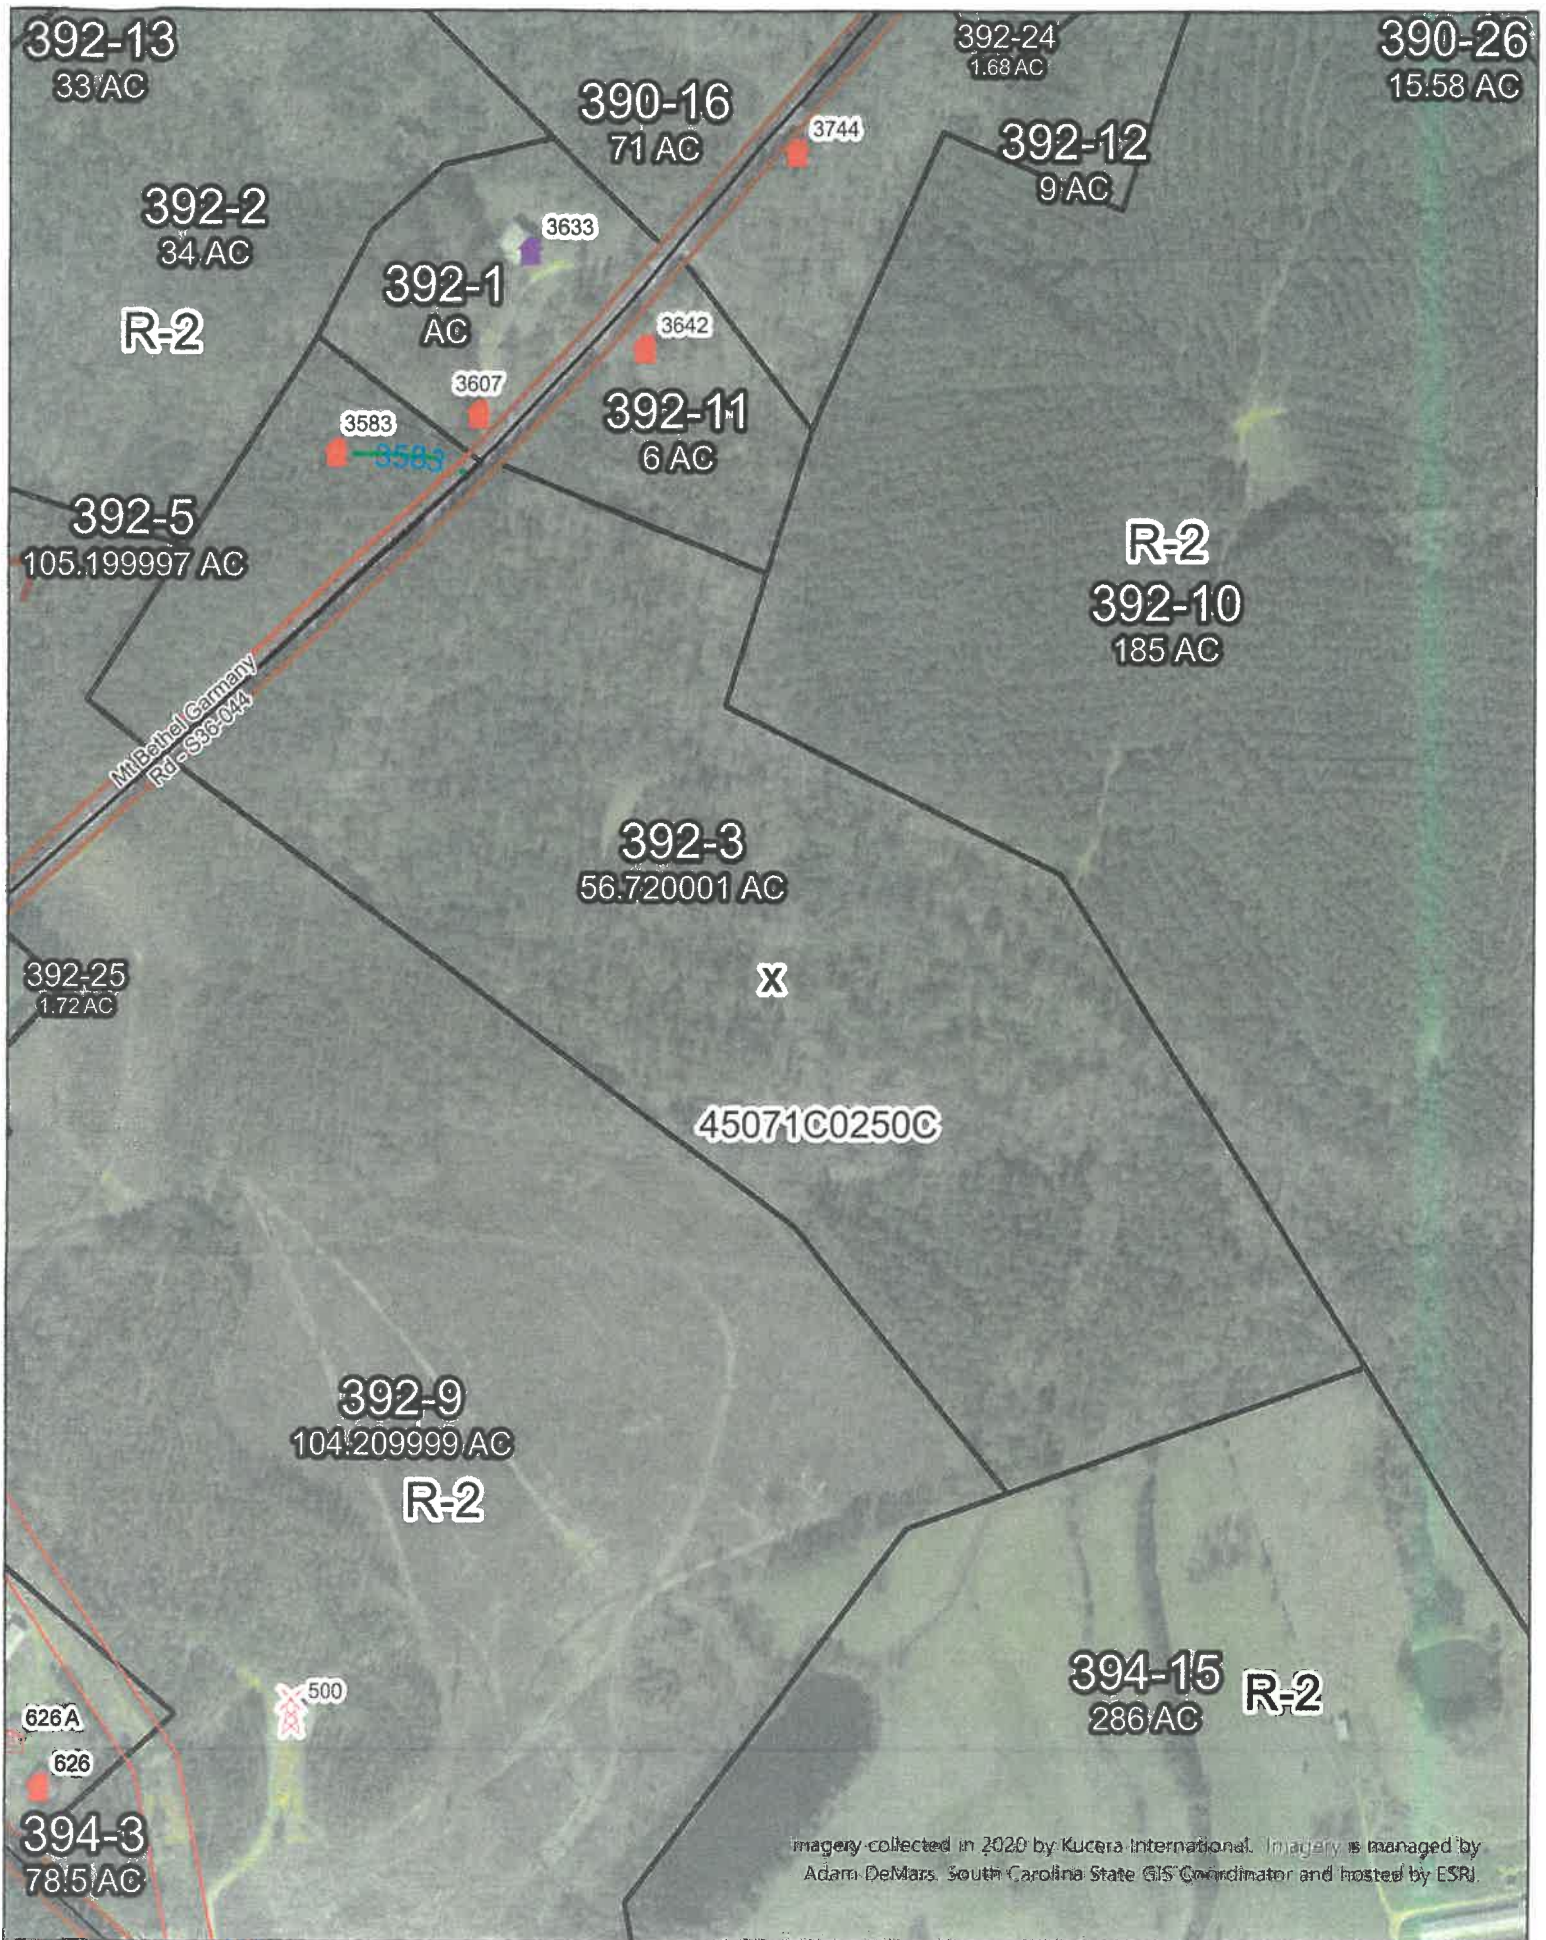 392-13
33 AC
390-16
71 AC
392-24
1.68 AC
390-26
15.58 AC
3744
392-12
9 AC
392-2
34 AC
R-2
3633
392-1
AC
3642
3607
392-11
6 AC
3583
3583
392-5
105.199997 AC
R-2
392-10
185 AC
Mt Bethel Garmany
Rd - S36-044
392-3
56.720001 AC
392-25
1.72 AC
X
45071C0250C
392-9
104.209999 AC
R-2
500
394-15
286 AC
R-2
626A
626
394-3
78.5 AC
Imagery collected in 2020 by Kucera International. Imagery is managed by
Adam DeMars. South Carolina State GIS Coordinator and hosted by ESRI.